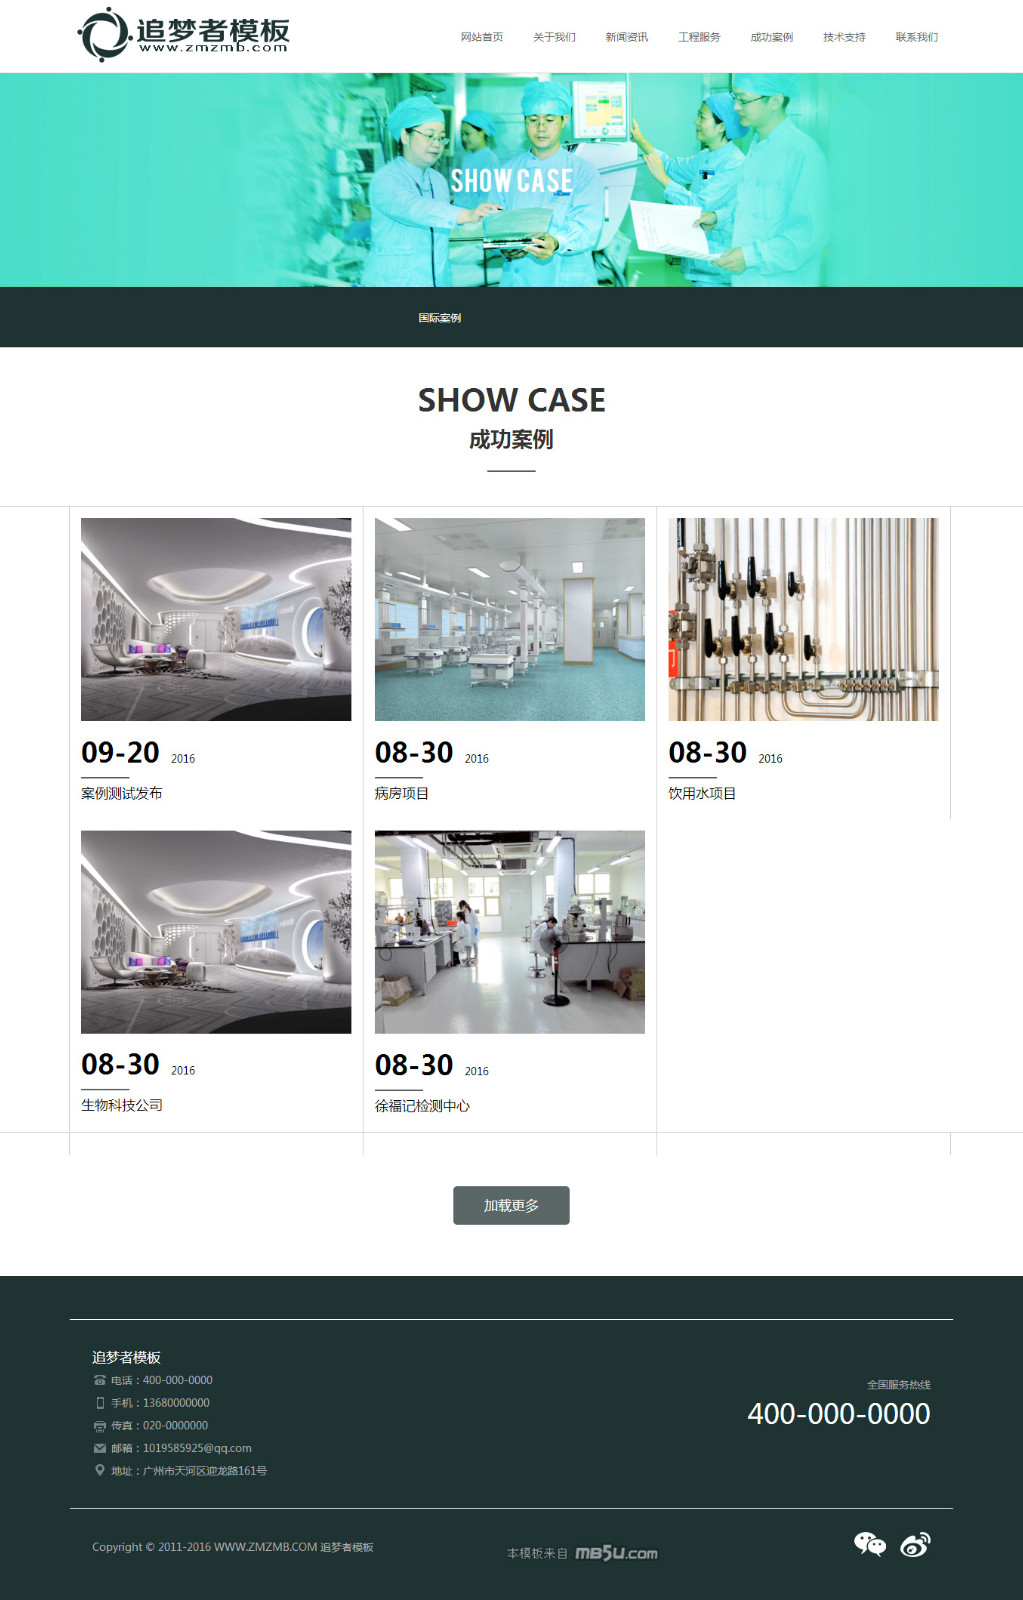 追梦者模板
www.zmzmb.com
网站首页 关于我们 新闻资讯 工程服务 成功案例 技术支持 联系我们
SHOW CASE
国际案例
SHOW CASE
成功案例
09-20 2016
案例测试发布
08-30 2016
病房项目
08-30 2016
饮用水项目
08-30 2016
生物科技公司
08-30 2016
徐福记检测中心
加载更多
追梦者模板
电话：400-000-0000
手机：13680000000
传真：020-0000000
邮箱：1019585925@qq.com
地址：广州市天河区迎龙路161号
全国服务热线
400-000-0000
Copyright © 2011-2016 WWW.ZMZMB.COM 追梦者模板
本模板来自 mb5u.com